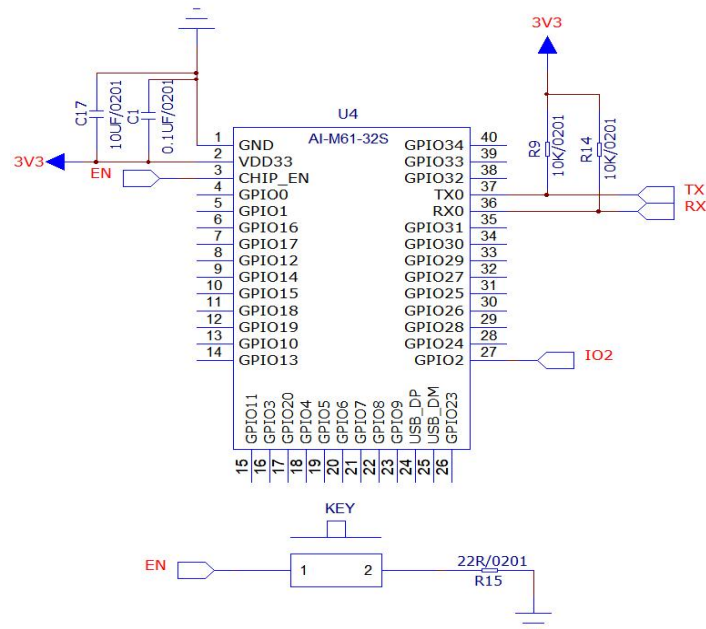 3V3
U4
C17
10UF/0201
C1
0.1UF/0201
R9
10K/0201
R14
10K/0201
AI-M61-32S
1 GND
2 VDD33
3 CHIP_EN
4 GPIO0
5 GPIO1
6 GPIO16
7 GPIO17
8 GPIO12
9 GPIO14
10 GPIO15
11 GPIO18
12 GPIO19
13 GPIO10
14 GPIO13
3V3
EN
GPIO34 40
GPIO33 39
GPIO32 38
TX0 37
RX0 36
GPIO31 35
GPIO30 34
GPIO29 33
GPIO27 32
GPIO25 31
GPIO26 30
GPIO28 29
GPIO24 28
GPIO2 27
TX
RX
IO2
15 GPIO11
16 GPIO3
17 GPIO20
18 GPIO4
19 GPIO5
20 GPIO6
21 GPIO7
22 GPIO8
23 GPIO9
24 USB_DP
25 USB_DM
26 GPIO23
KEY
EN
1 2
22R/0201
R15